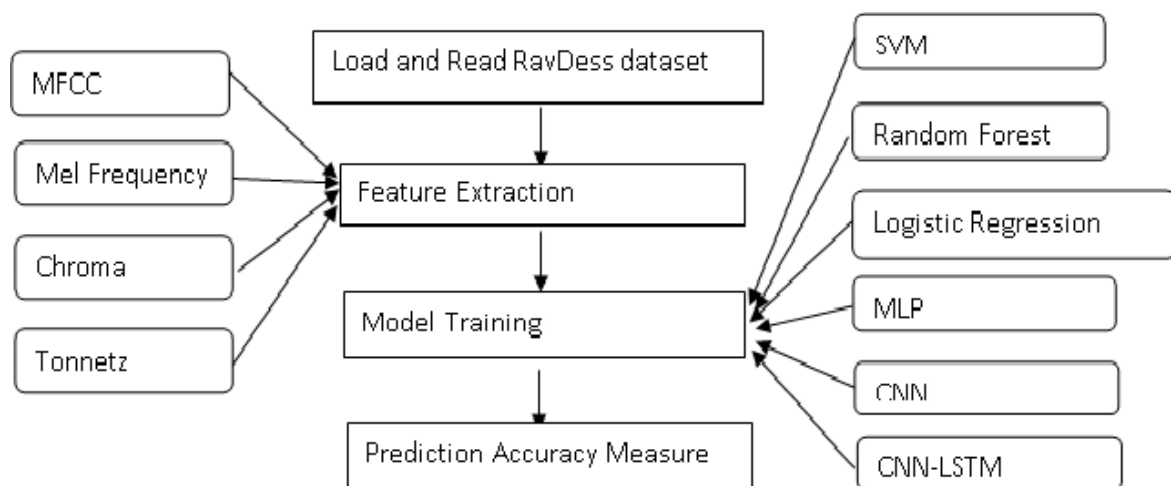 Load and Read RavDess dataset
Feature Extraction
Model Training
Prediction Accuracy Measure
MFCC
Mel Frequency
Chroma
Tonnetz
SVM
Random Forest
Logistic Regression
MLP
CNN
CNN-LSTM